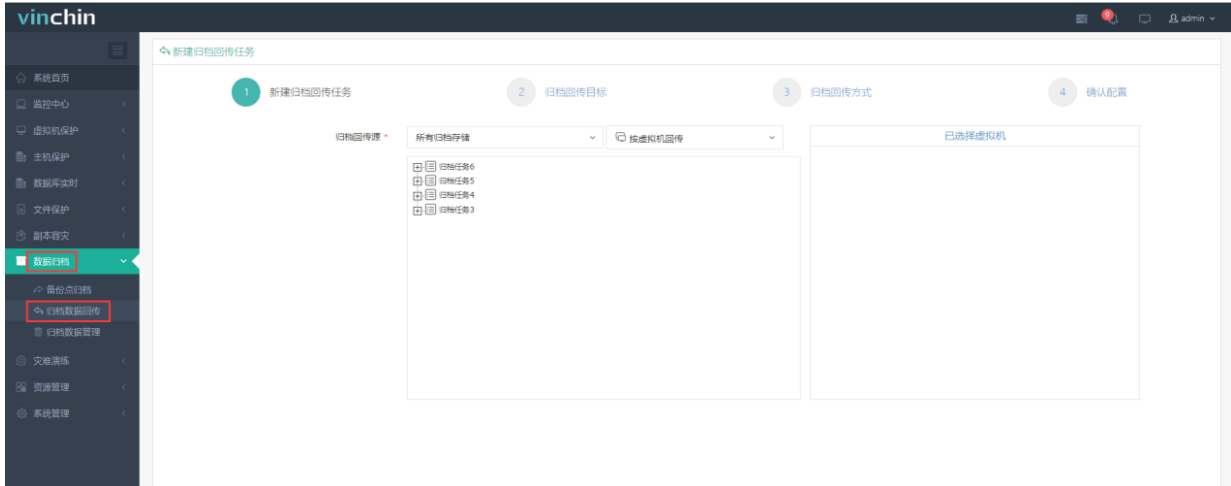 vinchin
9
admin
新建归档回传任务
系统首页
监控中心
虚拟机保护
主机保护
数据库实时
文件保护
副本容灾
数据归档
备份点归档
归档数据回传
归档数据管理
灾难演练
资源管理
系统管理
1 新建归档回传任务
2 归档回传目标
3 归档回传方式
4 确认配置
归档回传源 *
所有归档存储
按虚拟机回传
已选择虚拟机
归档任务6
归档任务5
归档任务4
归档任务3